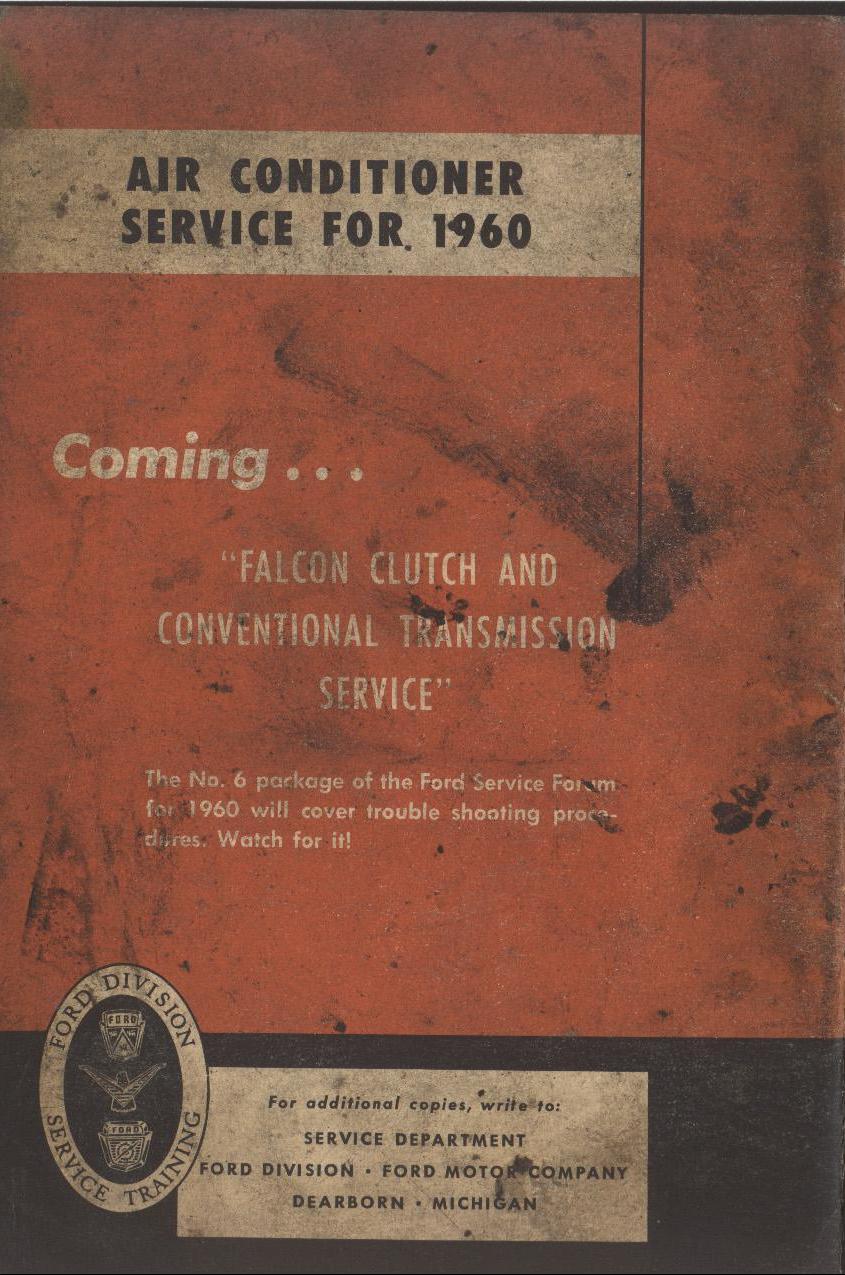 AIR CONDITIONER
SERVICE FOR 1960
Coming...
"FALCON CLUTCH AND
CONVENTIONAL TRANSMISSION
SERVICE"
The No. 6 package of the Ford Service Forum
for 1960 will cover trouble shooting proce-
dures. Watch for it!
FORD DIVISION
FORD
FORD
SERVICE TRAINING
For additional copies, write to:
SERVICE DEPARTMENT
FORD DIVISION • FORD MOTOR COMPANY
DEARBORN • MICHIGAN